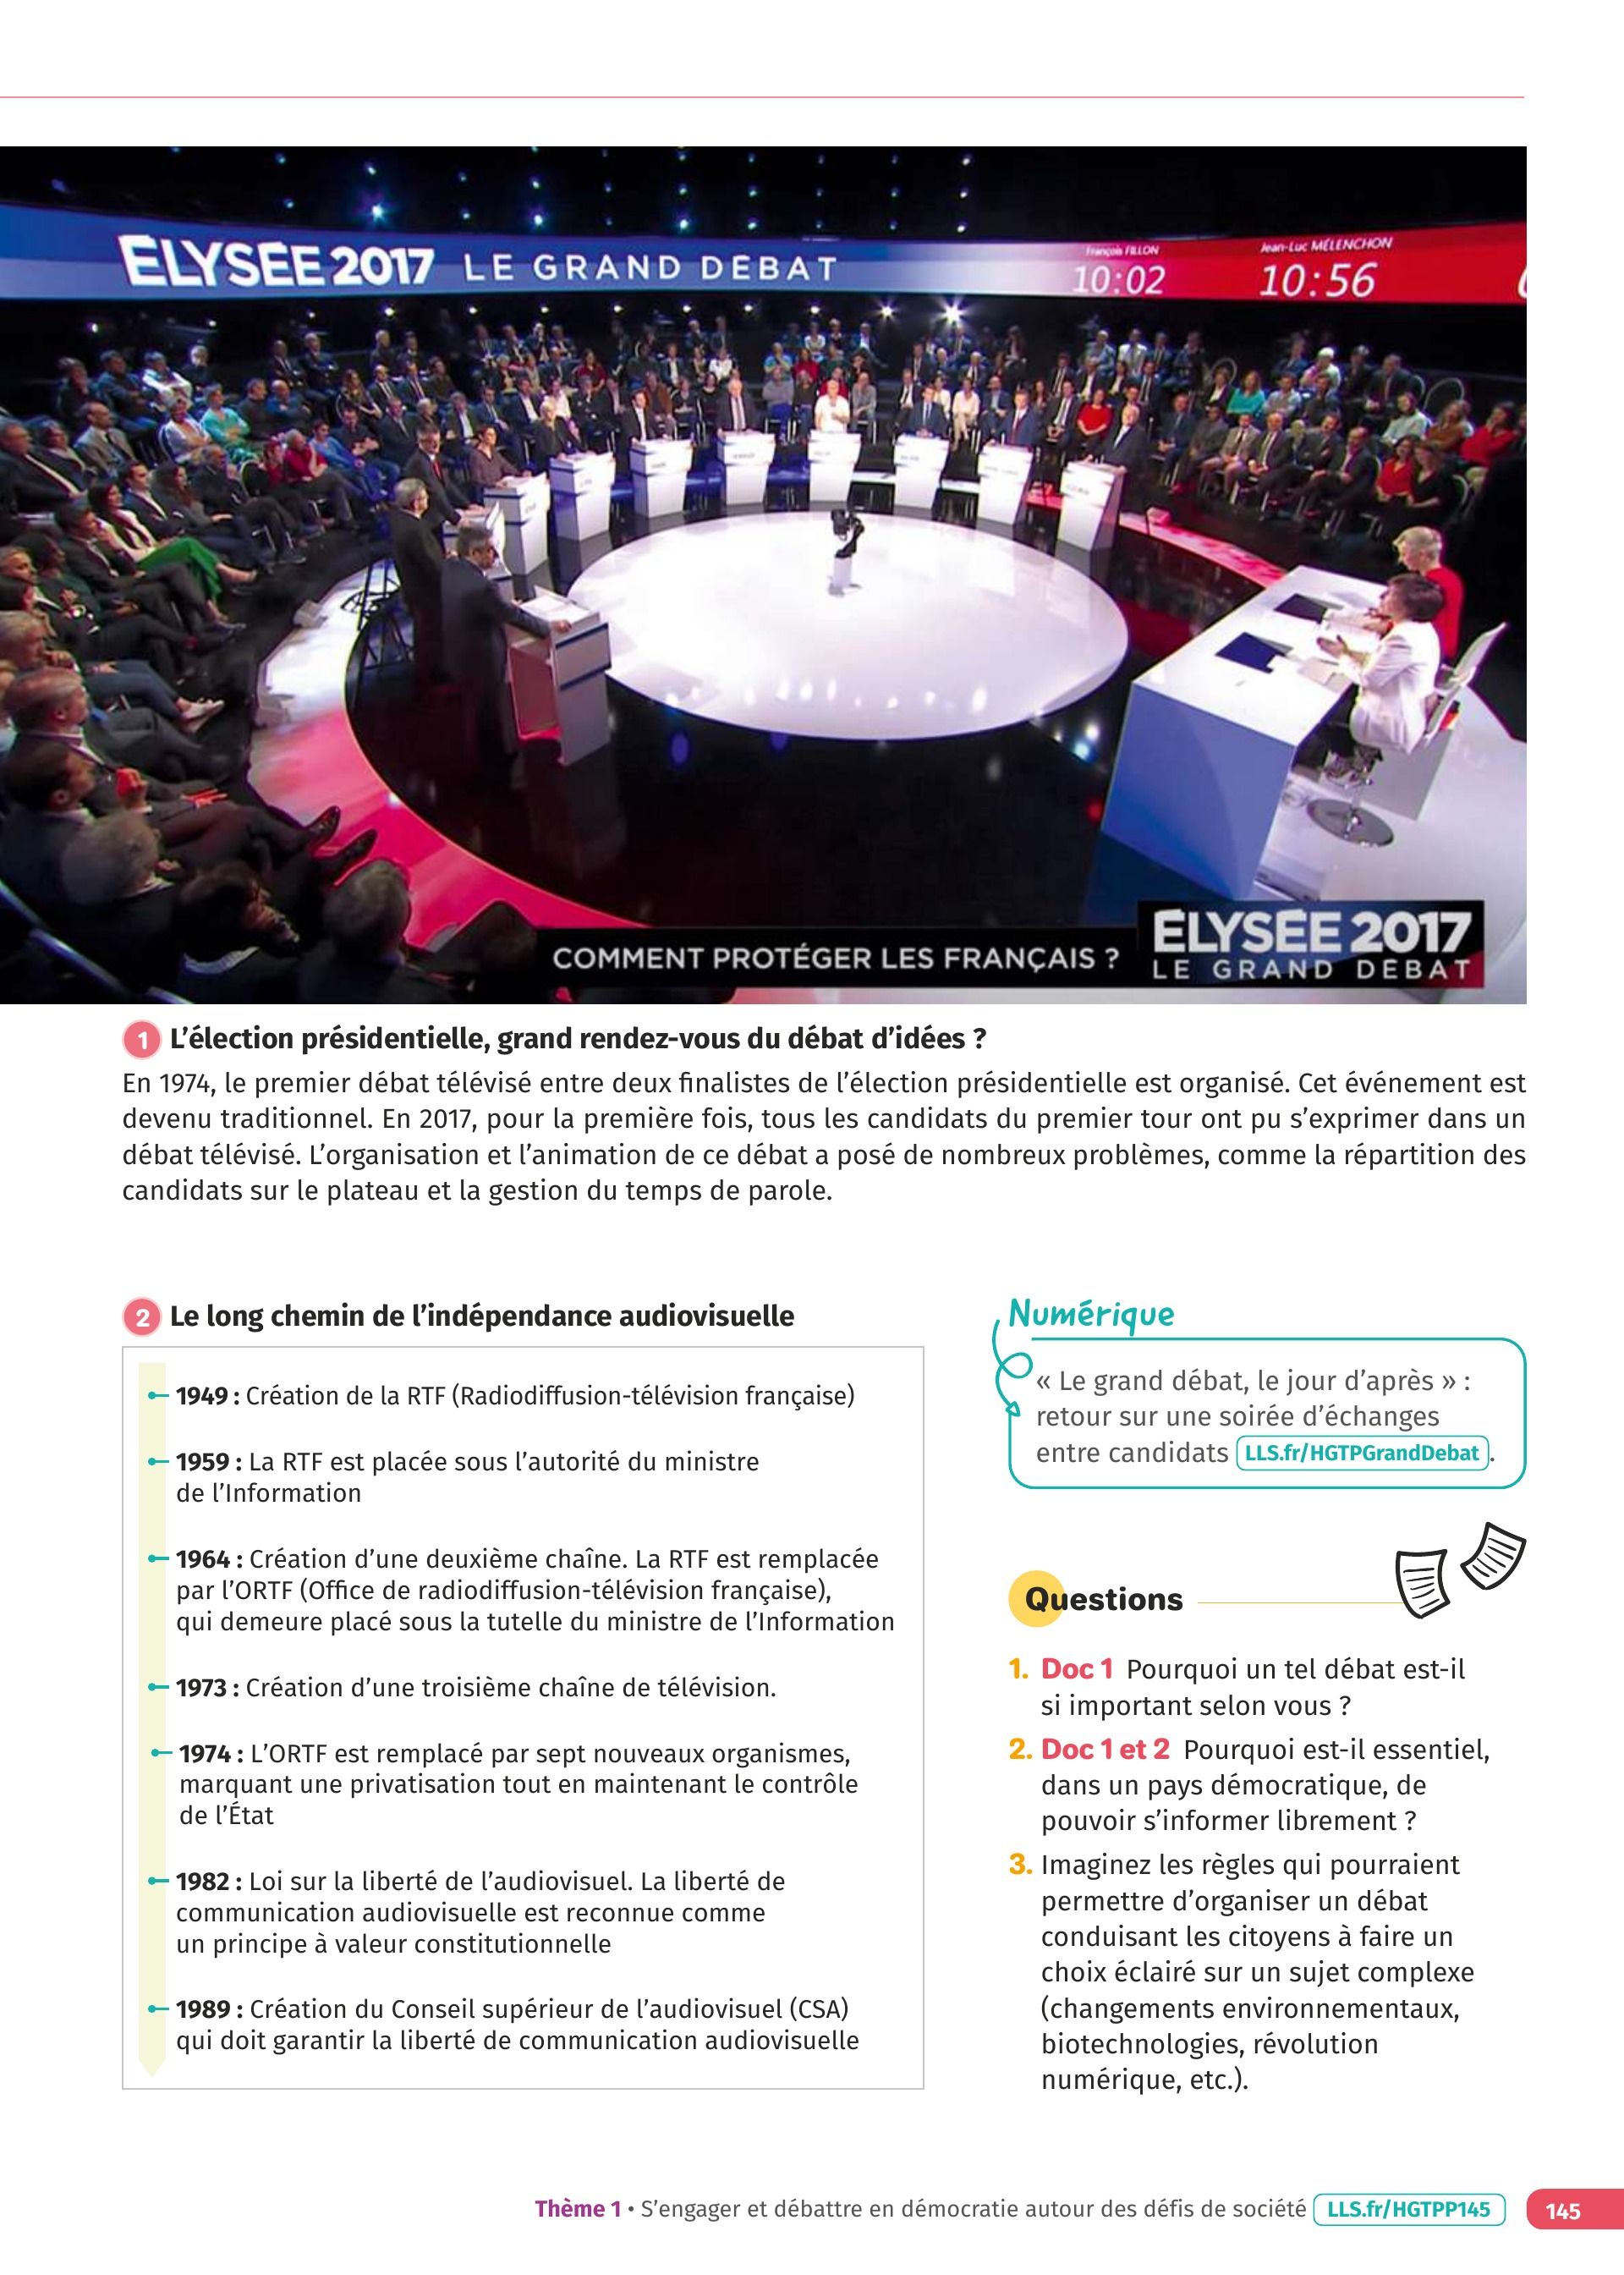 ELYSEE 2017 LE GRAND DEBAT
François FILLON
10:02
Jean-Luc MÉLENCHON
10:56
COMMENT PROTÉGER LES FRANÇAIS ?
ELYSEE 2017
LE GRAND DEBAT
1 L’élection présidentielle, grand rendez-vous du débat d’idées ?
En 1974, le premier débat télévisé entre deux finalistes de l’élection présidentielle est organisé. Cet événement est
devenu traditionnel. En 2017, pour la première fois, tous les candidats du premier tour ont pu s’exprimer dans un
débat télévisé. L’organisation et l’animation de ce débat a posé de nombreux problèmes, comme la répartition des
candidats sur le plateau et la gestion du temps de parole.
2 Le long chemin de l’indépendance audiovisuelle
1949 : Création de la RTF (Radiodiffusion-télévision française)
1959 : La RTF est placée sous l’autorité du ministre
de l’Information
1964 : Création d’une deuxième chaîne. La RTF est remplacée
par l’ORTF (Office de radiodiffusion-télévision française),
qui demeure placé sous la tutelle du ministre de l’Information
1973 : Création d’une troisième chaîne de télévision.
1974 : L’ORTF est remplacé par sept nouveaux organismes,
marquant une privatisation tout en maintenant le contrôle
de l’État
1982 : Loi sur la liberté de l’audiovisuel. La liberté de
communication audiovisuelle est reconnue comme
un principe à valeur constitutionnelle
1989 : Création du Conseil supérieur de l’audiovisuel (CSA)
qui doit garantir la liberté de communication audiovisuelle
Numérique
« Le grand débat, le jour d’après » :
retour sur une soirée d’échanges
entre candidats LLS.fr/HGTPGrandDebat.
Questions
1. Doc 1 Pourquoi un tel débat est-il
si important selon vous ?
2. Doc 1 et 2 Pourquoi est-il essentiel,
dans un pays démocratique, de
pouvoir s’informer librement ?
3. Imaginez les règles qui pourraient
permettre d’organiser un débat
conduisant les citoyens à faire un
choix éclairé sur un sujet complexe
(changements environnementaux,
biotechnologies, révolution
numérique, etc.).
Thème 1 • S’engager et débattre en démocratie autour des défis de société LLS.fr/HGTPP145
145